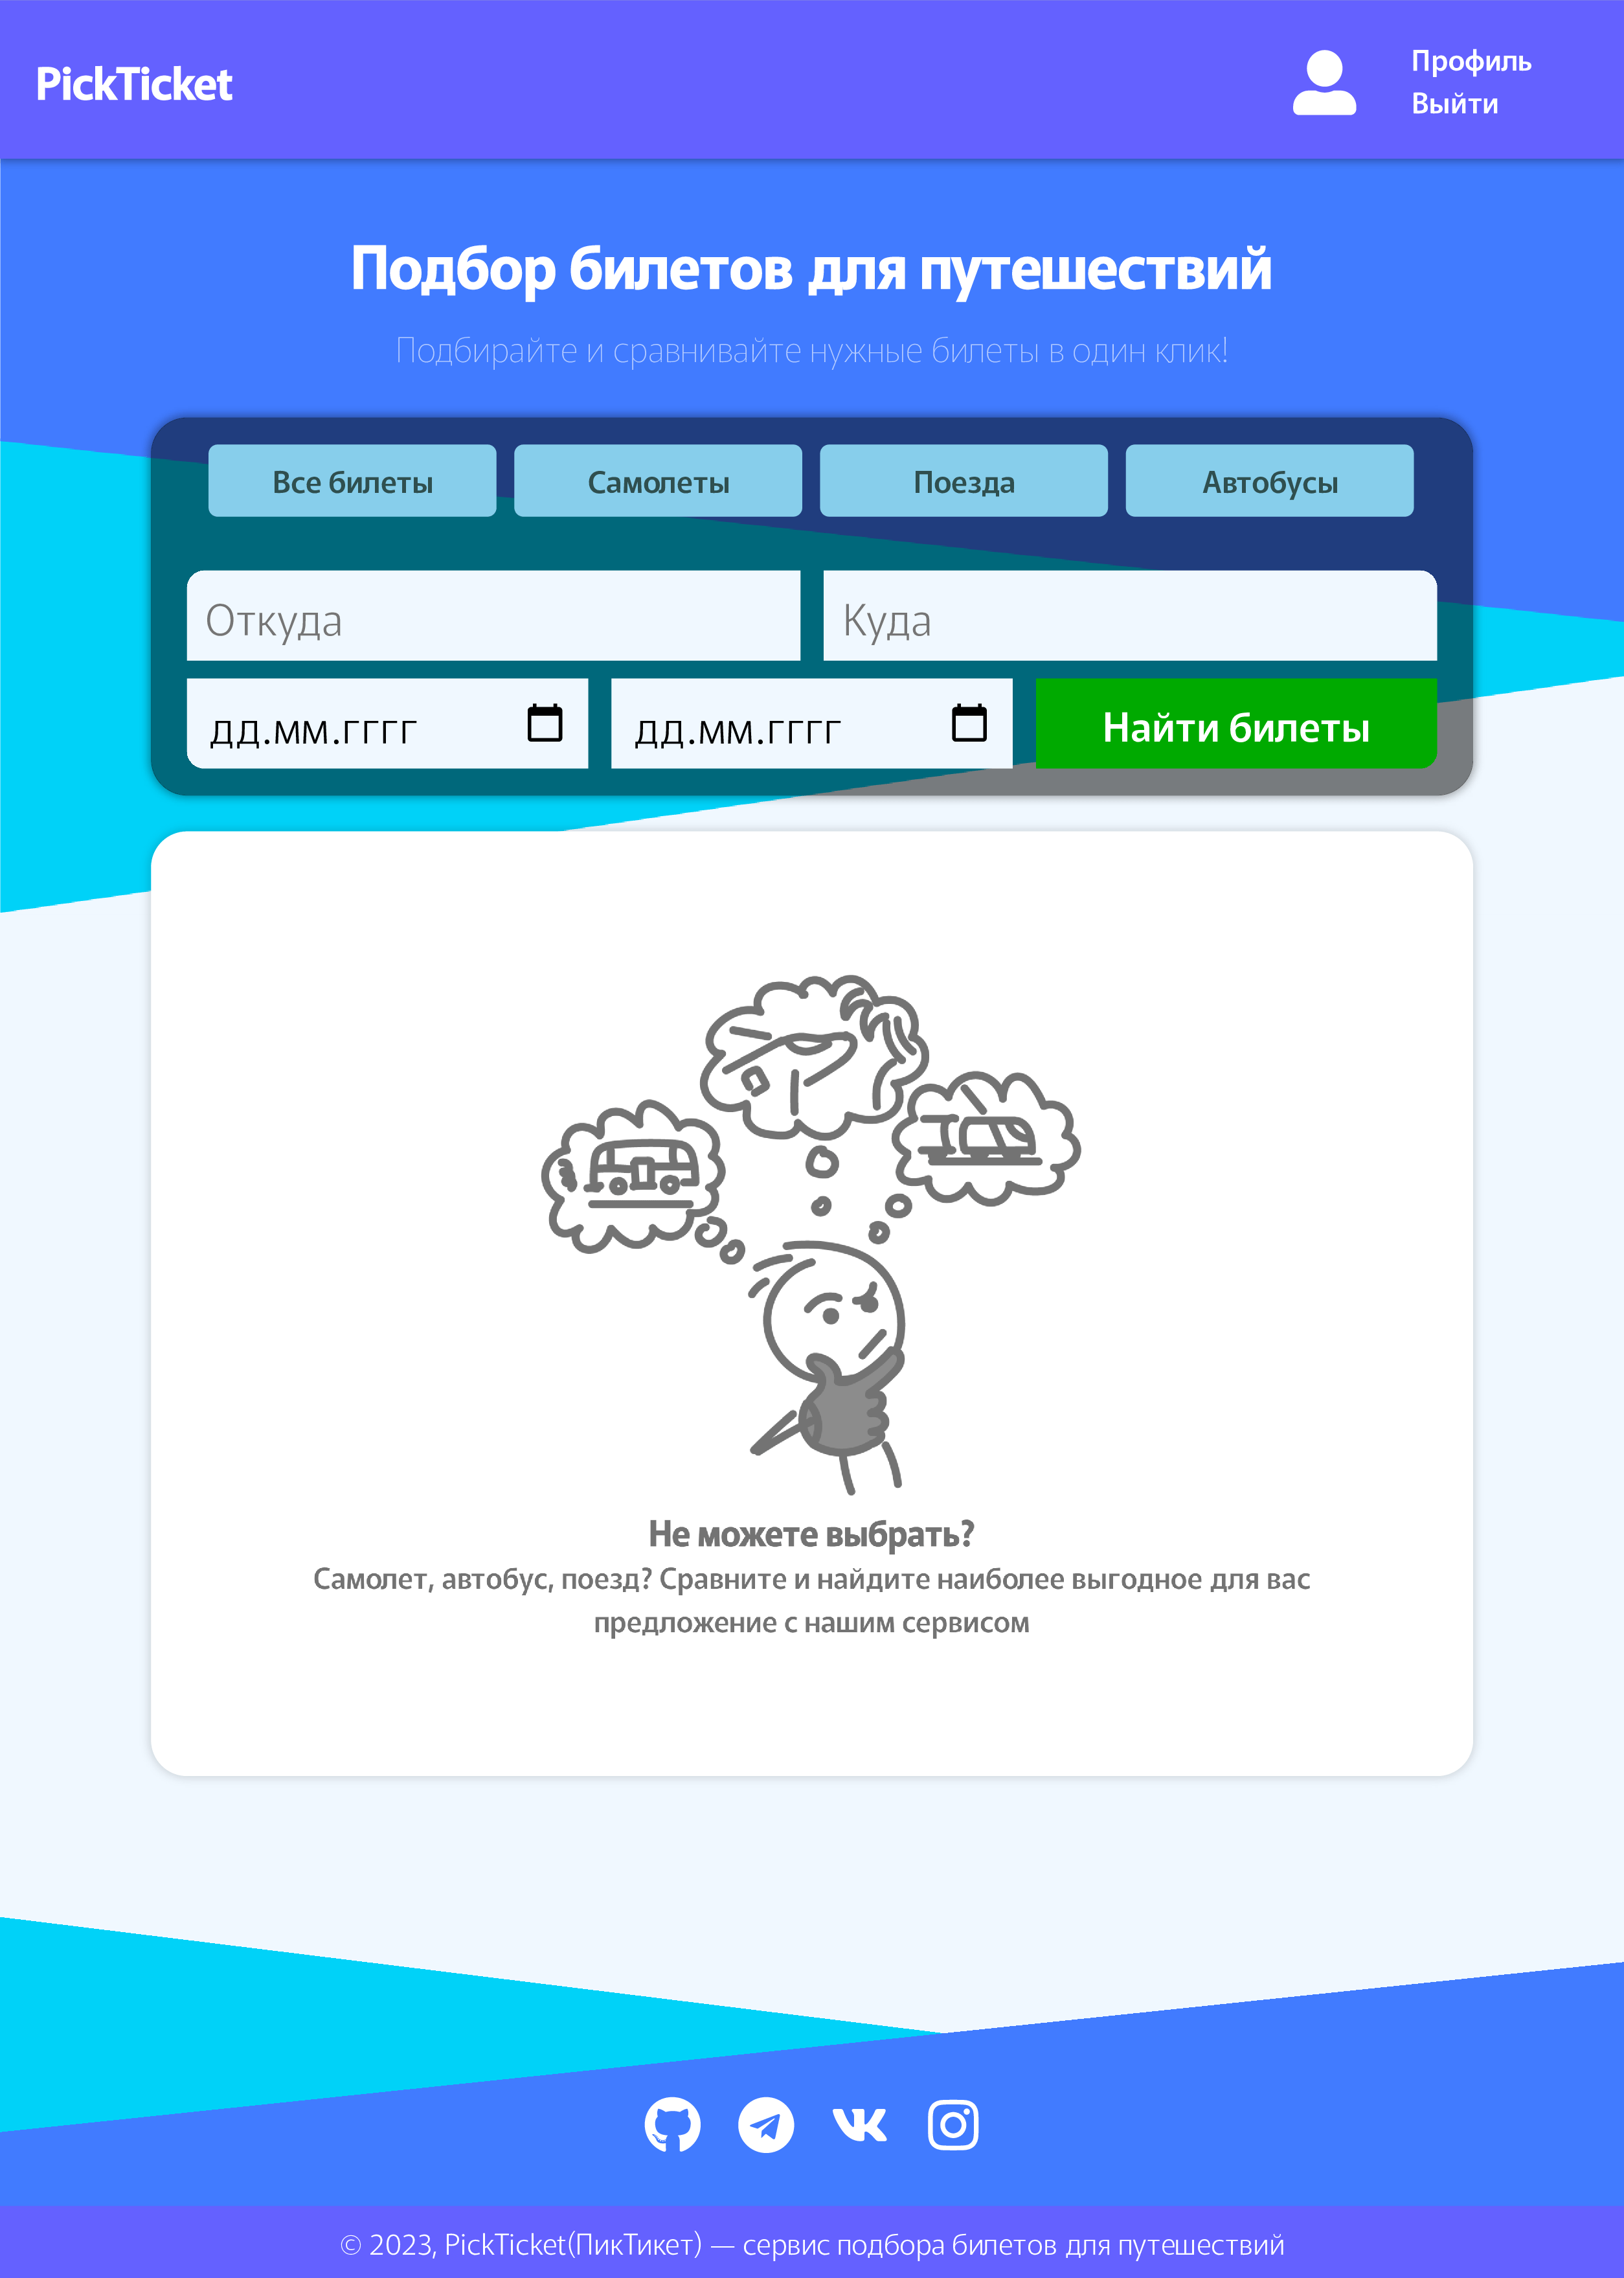 PickTicket
Профиль
Выйти
Подбор билетов для путешествий
Подбирайте и сравнивайте нужные билеты в один клик!
Все билеты Самолеты Поезда Автобусы
Откуда Куда
дд.мм.гггг дд.мм.гггг Найти билеты
Не можете выбрать?
Самолет, автобус, поезд? Сравните и найдите наиболее выгодное для вас
предложение с нашим сервисом
© 2023, PickTicket(ПикТикет) — сервис подбора билетов для путешествий